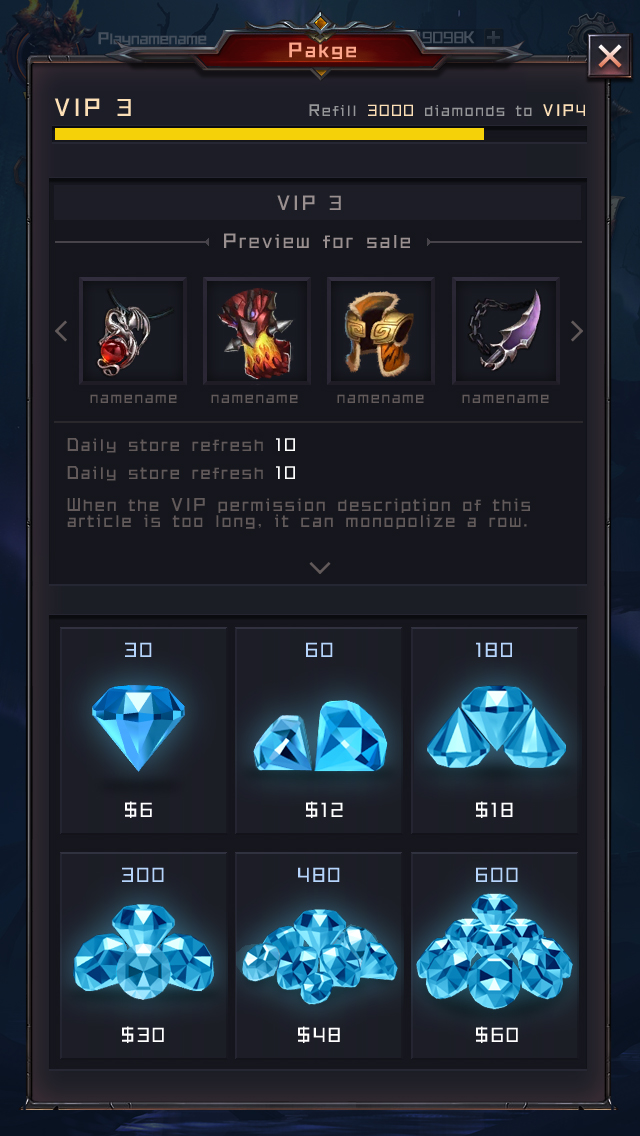 Playnamename
9098K +
Pakge
VIP 3
Refill 3000 diamonds to VIP4
VIP 3
Preview for sale
namename namename namename namename
Daily store refresh 10
Daily store refresh 10
When the VIP permission description of this
article is too long, it can monopolize a row.
30 60 180
$6 $12 $18
300 480 600
$30 $48 $60